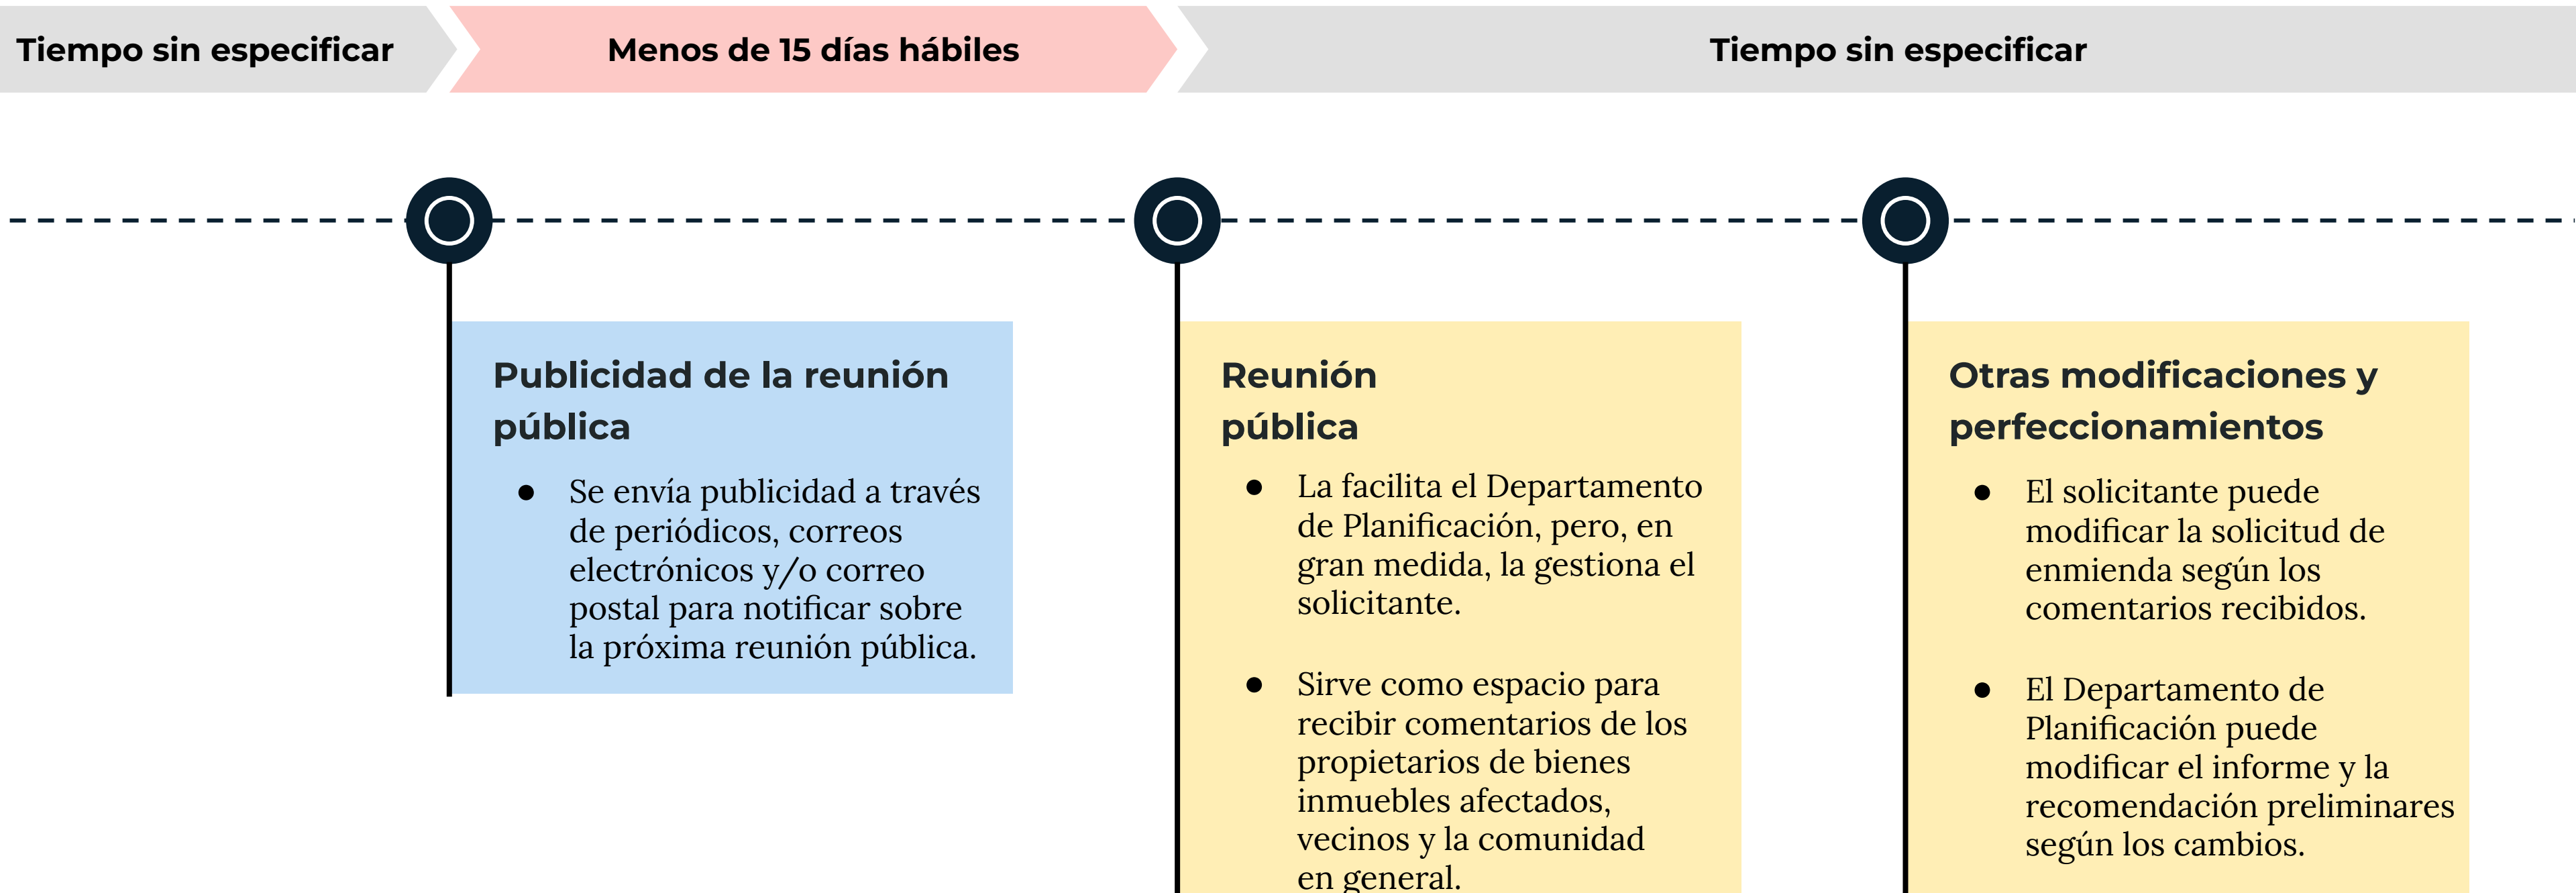 Tiempo sin especificar
Menos de 15 días hábiles
Tiempo sin especificar
Publicidad de la reunión
pública
● Se envía publicidad a través
de periódicos, correos
electrónicos y/o correo
postal para notificar sobre
la próxima reunión pública.
Reunión
pública
● La facilita el Departamento
de Planificación, pero, en
gran medida, la gestiona el
solicitante.
● Sirve como espacio para
recibir comentarios de los
propietarios de bienes
inmuebles afectados,
vecinos y la comunidad
en general.
Otras modificaciones y
perfeccionamientos
● El solicitante puede
modificar la solicitud de
enmienda según los
comentarios recibidos.
● El Departamento de
Planificación puede
modificar el informe y la
recomendación preliminares
según los cambios.